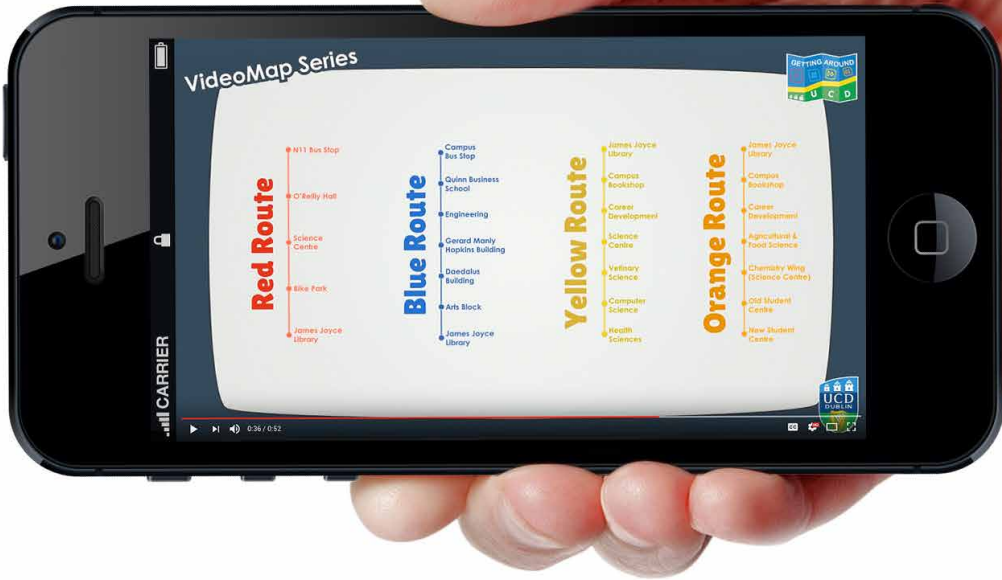 CARRIER
VideoMap Series
GETTING AROUND
U C D
Red Route
N11 Bus Stop
O'Reilly Hall
Science
Centre
Bike Park
James Joyce
Library
Blue Route
Campus
Bus Stop
Quinn Business
School
Engineering
Gerard Manly
Hopkins Building
Daedalus
Building
Arts Block
James Joyce
Library
Yellow Route
James Joyce
Library
Campus
Bookshop
Career
Development
Science
Centre
Vetinary
Science
Computer
Science
Health
Sciences
Orange Route
James Joyce
Library
Campus
Bookshop
Career
Development
Agricultural &
Food Science
Chemistry Wing
(Science Centre)
Old Student
Centre
New Student
Centre
UCD
DUBLIN
0:36 / 0:52
CC